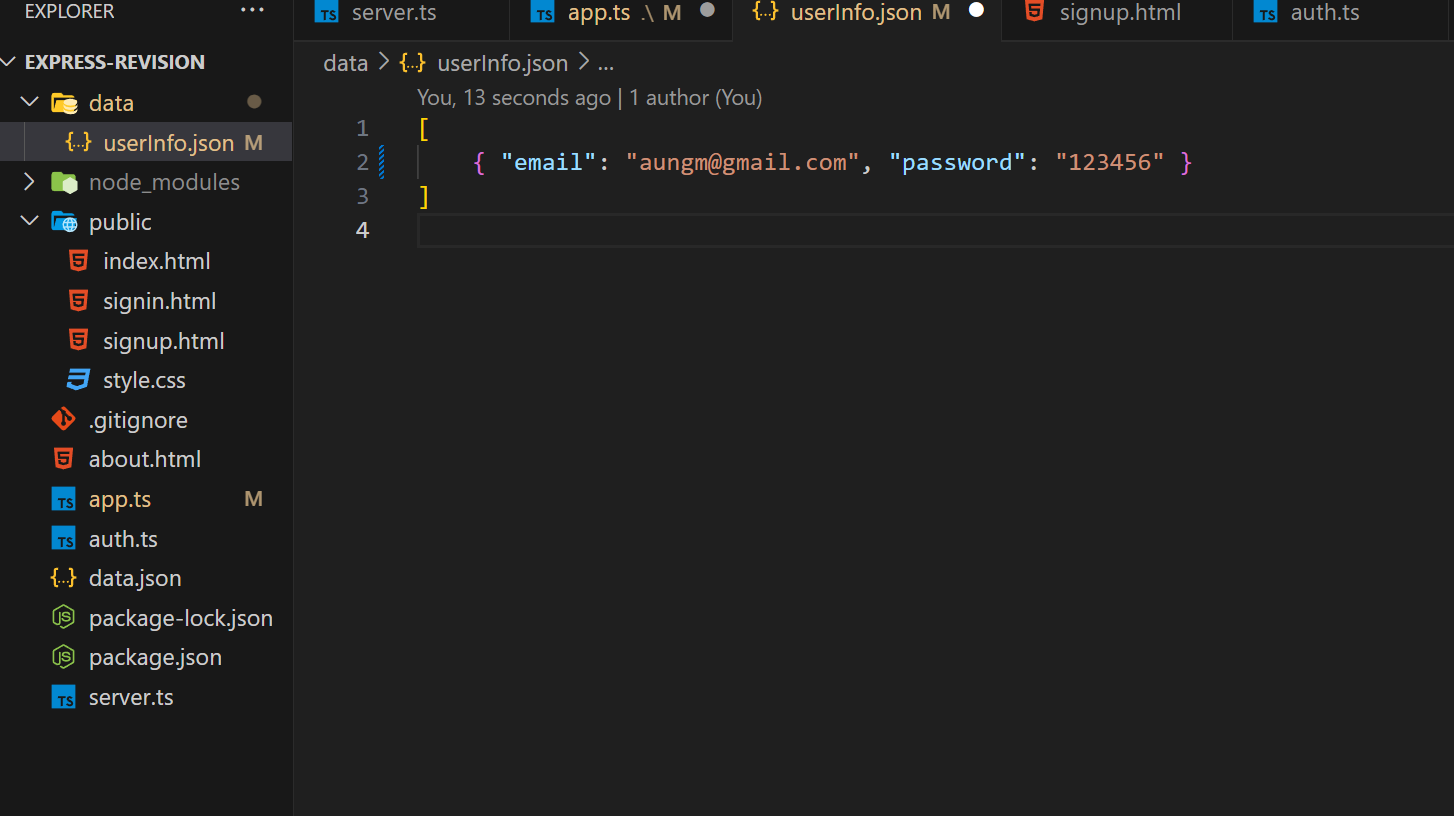 EXPLORER
EXPRESS-REVISION
data
userInfo.json M
node_modules
public
index.html
signin.html
signup.html
style.css
.gitignore
about.html
app.ts M
auth.ts
data.json
package-lock.json
package.json
server.ts
server.ts app.ts .\ M userInfo.json M signup.html auth.ts
data > userInfo.json > ...
You, 13 seconds ago | 1 author (You)
1 [
2 { "email": "aungm@gmail.com", "password": "123456" }
3 ]
4